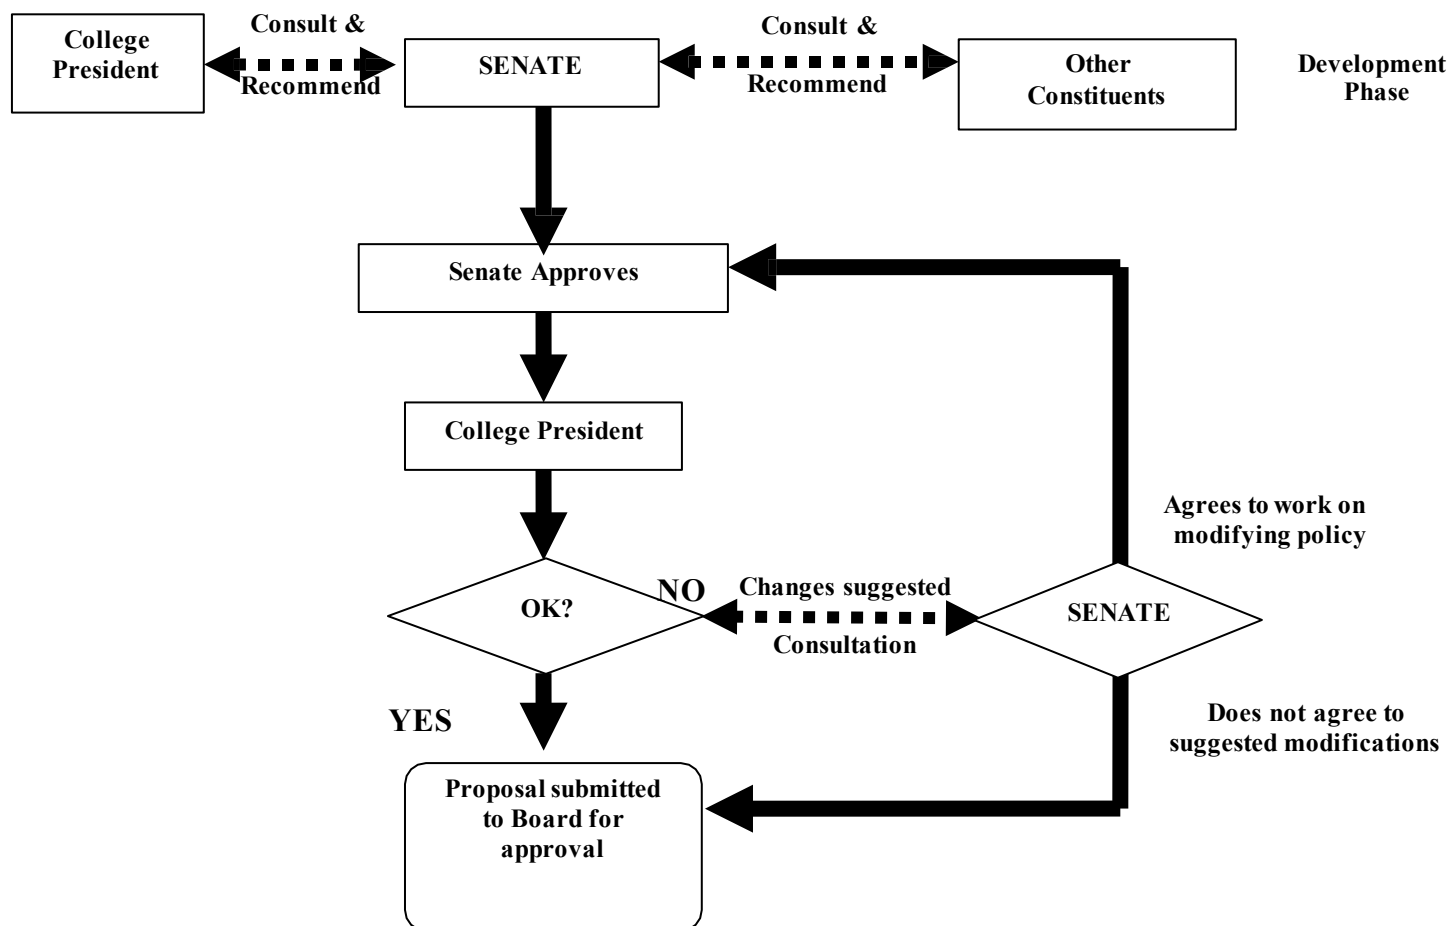 College
President
Consult &
Recommend
SENATE
Consult &
Recommend
Other
Constituents
Development
Phase
Senate Approves
College President
OK?
NO
Changes suggested
Consultation
SENATE
Agrees to work on
modifying policy
YES
Does not agree to
suggested modifications
Proposal submitted
to Board for
approval